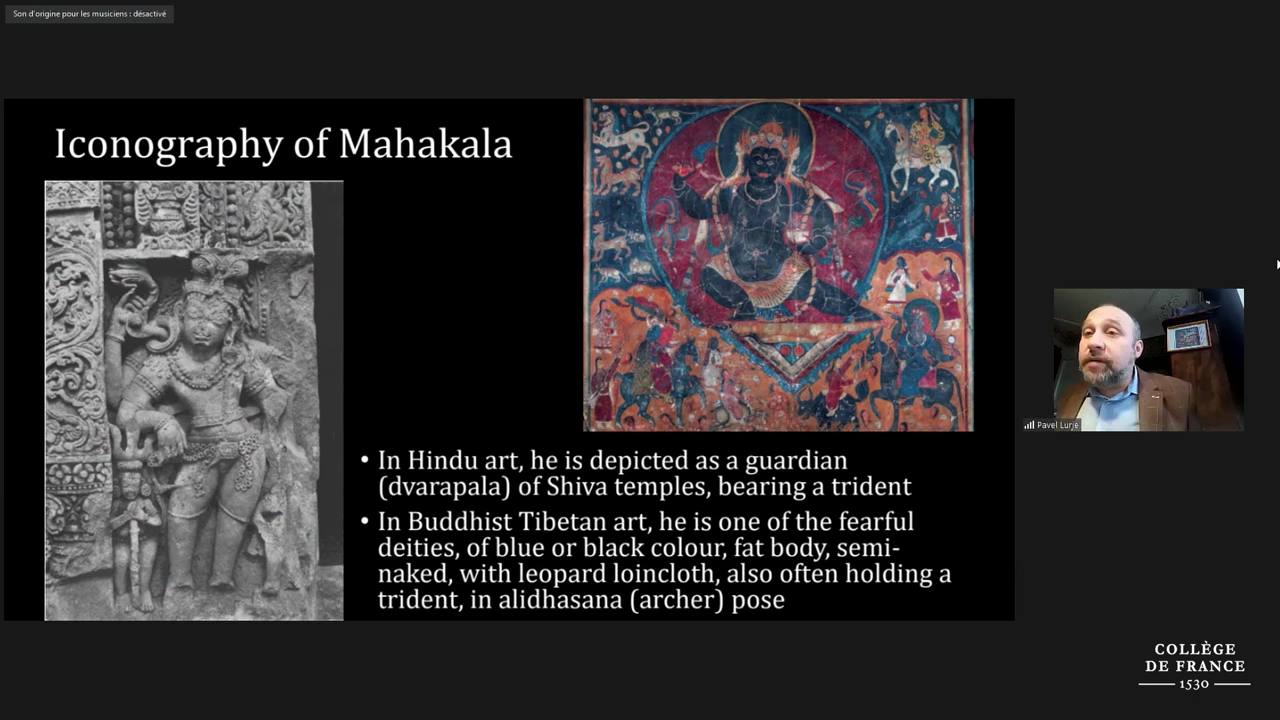 Son d'origine pour les musiciens : désactivé
Iconography of Mahakala
• In Hindu art, he is depicted as a guardian
(dvarapala) of Shiva temples, bearing a trident
• In Buddhist Tibetan art, he is one of the fearful
deities, of blue or black colour, fat body, semi-
naked, with leopard loincloth, also often holding a
trident, in alidhasana (archer) pose
Pavel Lurje
COLLÈGE
DE FRANCE
1530